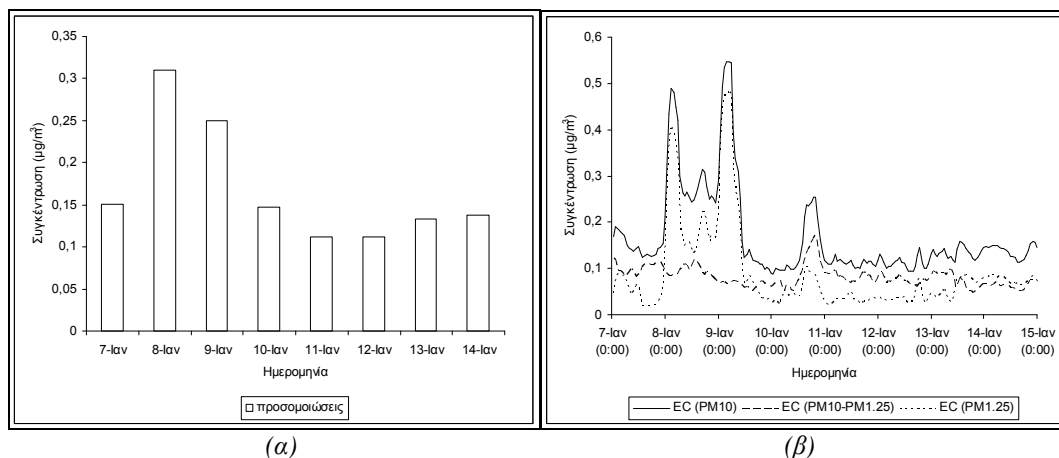 0,35
0,3
0,25
0,2
0,15
0,1
0,05
0
Συγκέντρωση (μg/m³)
7-Ιαν 8-Ιαν 9-Ιαν 10-Ιαν 11-Ιαν 12-Ιαν 13-Ιαν 14-Ιαν
Ημερομηνία
προσομοιώσεις
(α)
0,6
0,5
0,4
0,3
0,2
0,1
0
Συγκέντρωση (μg/m³)
7-Ιαν 8-Ιαν 9-Ιαν 10-Ιαν 11-Ιαν 12-Ιαν 13-Ιαν 14-Ιαν 15-Ιαν
(0:00) (0:00) (0:00) (0:00) (0:00) (0:00) (0:00) (0:00) (0:00)
Ημερομηνία
EC (PM10) EC (PM10-PM1.25) EC (PM1.25)
(β)